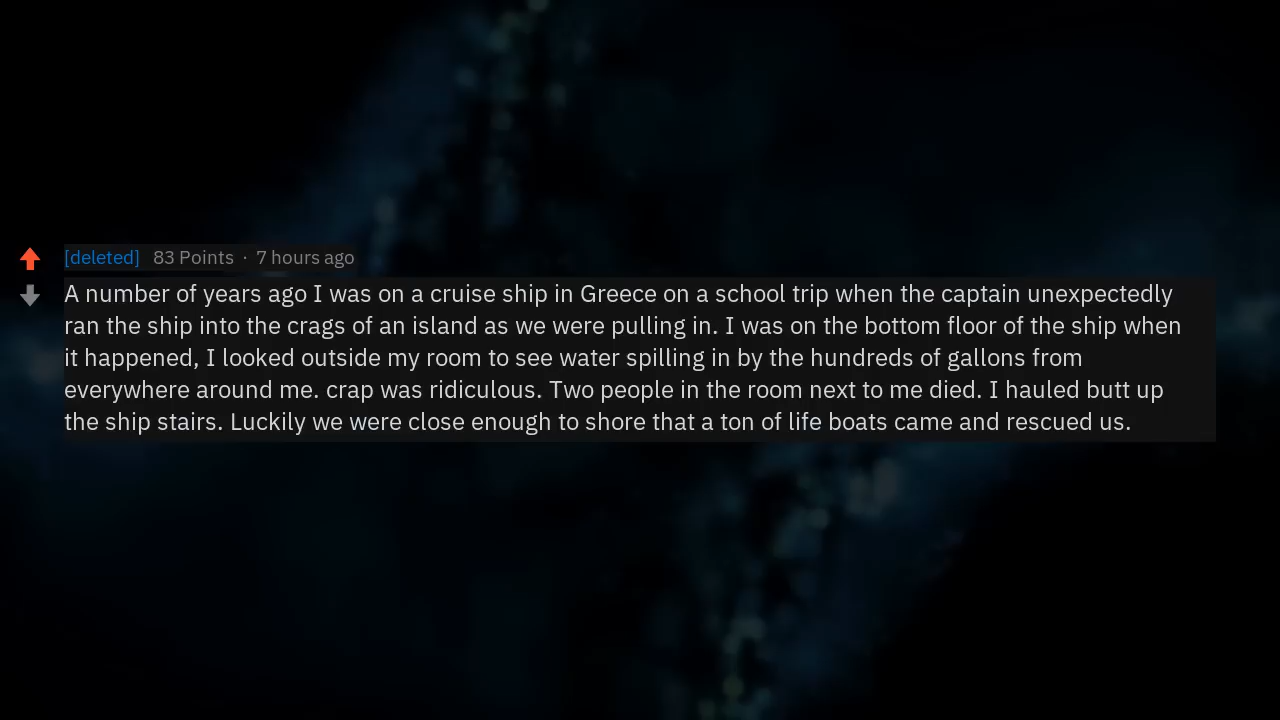 [deleted] 83 Points · 7 hours ago
A number of years ago I was on a cruise ship in Greece on a school trip when the captain unexpectedly
ran the ship into the crags of an island as we were pulling in. I was on the bottom floor of the ship when
it happened, I looked outside my room to see water spilling in by the hundreds of gallons from
everywhere around me. crap was ridiculous. Two people in the room next to me died. I hauled butt up
the ship stairs. Luckily we were close enough to shore that a ton of life boats came and rescued us.